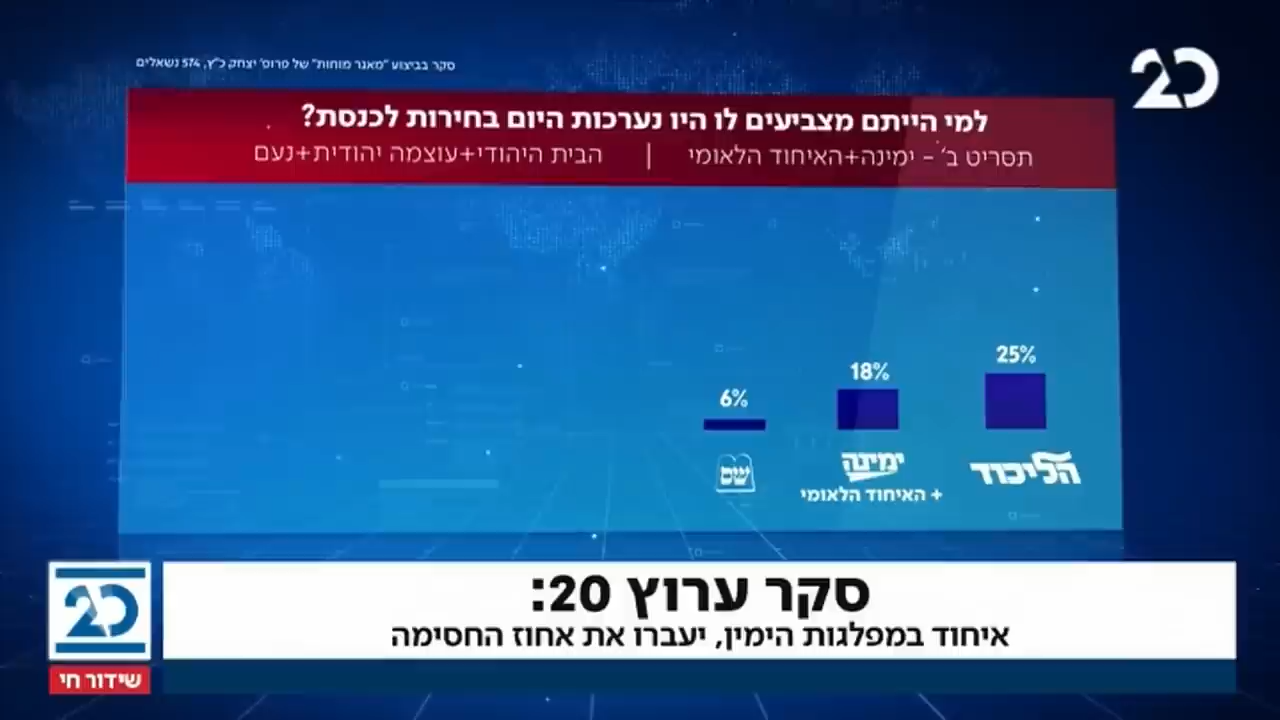 סקר בביצוע "מאגר מוחות" של פרופ' יצחק כ"ץ, 574 נשאלים
20
למי הייתם מצביעים לו היו נערכות היום בחירות לכנסת?
תסריט ב' - ימינה+האיחוד הלאומי | הבית היהודי+עוצמה יהודית+נעם
25%
18%
6%
הליכוד
ימינה
+ האיחוד הלאומי
שס
סקר ערוץ 20:
איחוד במפלגות הימין, יעברו את אחוז החסימה
20
שידור חי